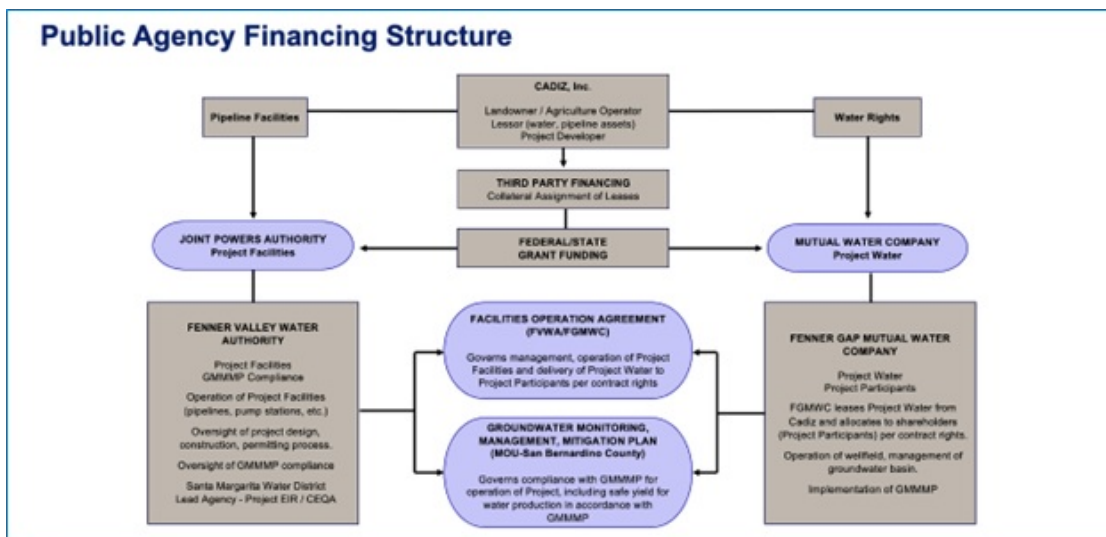 Public Agency Financing Structure
CADIZ, Inc.
Landowner / Agriculture Operator
Lessor (water, pipeline assets)
Project Developer
Pipeline Facilities
Water Rights
THIRD PARTY FINANCING
Collateral Assignment of Leases
JOINT POWERS AUTHORITY
Project Facilities
FEDERAL/STATE
GRANT FUNDING
MUTUAL WATER COMPANY
Project Water
FENNER VALLEY WATER
AUTHORITY
Project Facilities
GMMMP Compliance
Operation of Project Facilities
(pipelines, pump stations, etc.)
Oversight of project design,
construction, permitting process.
Oversight of GMMMP compliance
Santa Margarita Water District
Lead Agency - Project EIR / CEQA
FACILITIES OPERATION AGREEMENT
(FVWA/FGMWC)
Governs management, operation of Project
Facilities and delivery of Project Water to
Project Participants per contract rights
GROUNDWATER MONITORING,
MANAGEMENT, MITIGATION PLAN
(MOU-San Bernardino County)
Governs compliance with GMMMP for
operation of Project, including safe yield for
water production in accordance with
GMMMP
FENNER GAP MUTUAL WATER
COMPANY
Project Water
Project Participants
FGMWC leases Project Water from
Cadiz and allocates to shareholders
(Project Participants) per contract rights.
Operation of wellfield, management of
groundwater basin.
Implementation of GMMMP